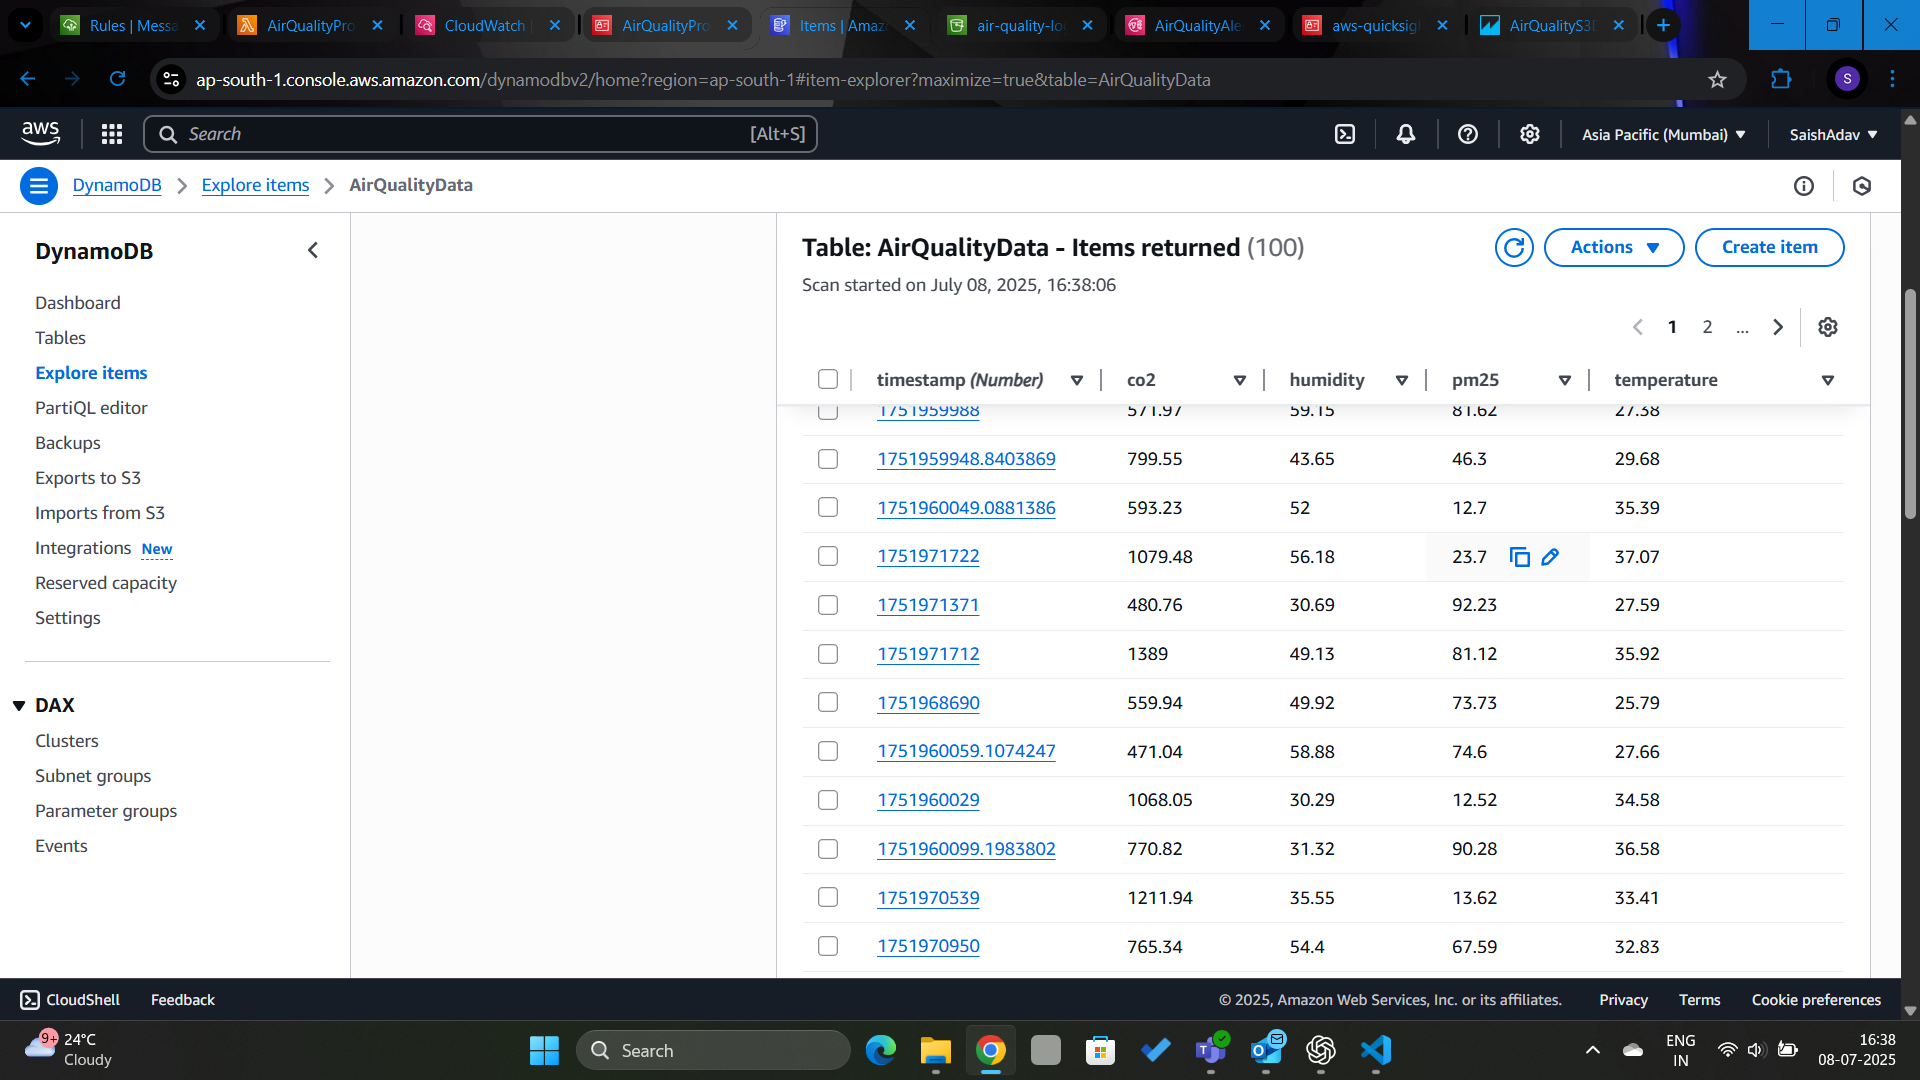 Rules | Messa
AirQualityPro
CloudWatch
AirQualityPro
Items | Amaz
air-quality-lo
AirQualityAle
aws-quicksigh
AirQualityS3
ap-south-1.console.aws.amazon.com/dynamodbv2/home?region=ap-south-1#item-explorer?maximize=true&table=AirQualityData
S
aws
Search
[Alt+S]
Asia Pacific (Mumbai)
SaishAdav
DynamoDB
Explore items
AirQualityData
DynamoDB
Dashboard
Tables
Explore items
PartiQL editor
Backups
Exports to S3
Imports from S3
Integrations New
Reserved capacity
Settings
DAX
Clusters
Subnet groups
Parameter groups
Events
Table: AirQualityData - Items returned (100)
Scan started on July 08, 2025, 16:38:06
Actions
Create item
1 2 ...
timestamp (Number) co2 humidity pm25 temperature
1751959988 571.97 59.15 81.62 27.38
1751959948.8403869 799.55 43.65 46.3 29.68
1751960049.0881386 593.23 52 12.7 35.39
1751971722 1079.48 56.18 23.7 37.07
1751971371 480.76 30.69 92.23 27.59
1751971712 1389 49.13 81.12 35.92
1751968690 559.94 49.92 73.73 25.79
1751960059.1074247 471.04 58.88 74.6 27.66
1751960029 1068.05 30.29 12.52 34.58
1751960099.1983802 770.82 31.32 90.28 36.58
1751970539 1211.94 35.55 13.62 33.41
1751970950 765.34 54.4 67.59 32.83
CloudShell
Feedback
© 2025, Amazon Web Services, Inc. or its affiliates.
Privacy
Terms
Cookie preferences
9+
24°C
Cloudy
Search
ENG
IN
16:38
08-07-2025